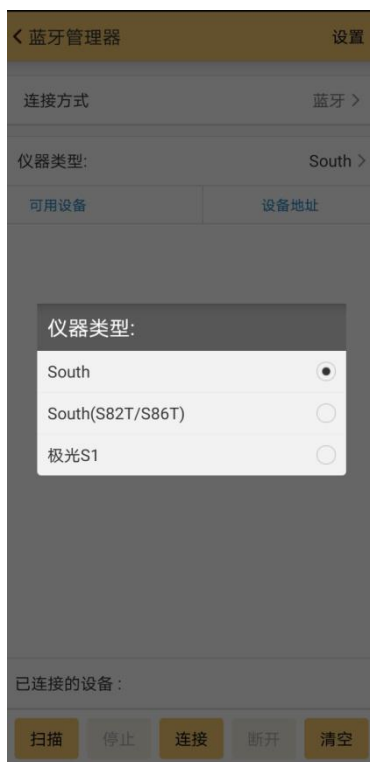 蓝牙管理器 设置
连接方式 蓝牙
仪器类型: South
可用设备 设备地址
仪器类型:
South
South(S82T/S86T)
极光S1
已连接的设备 :
扫描 停止 连接 断开 清空